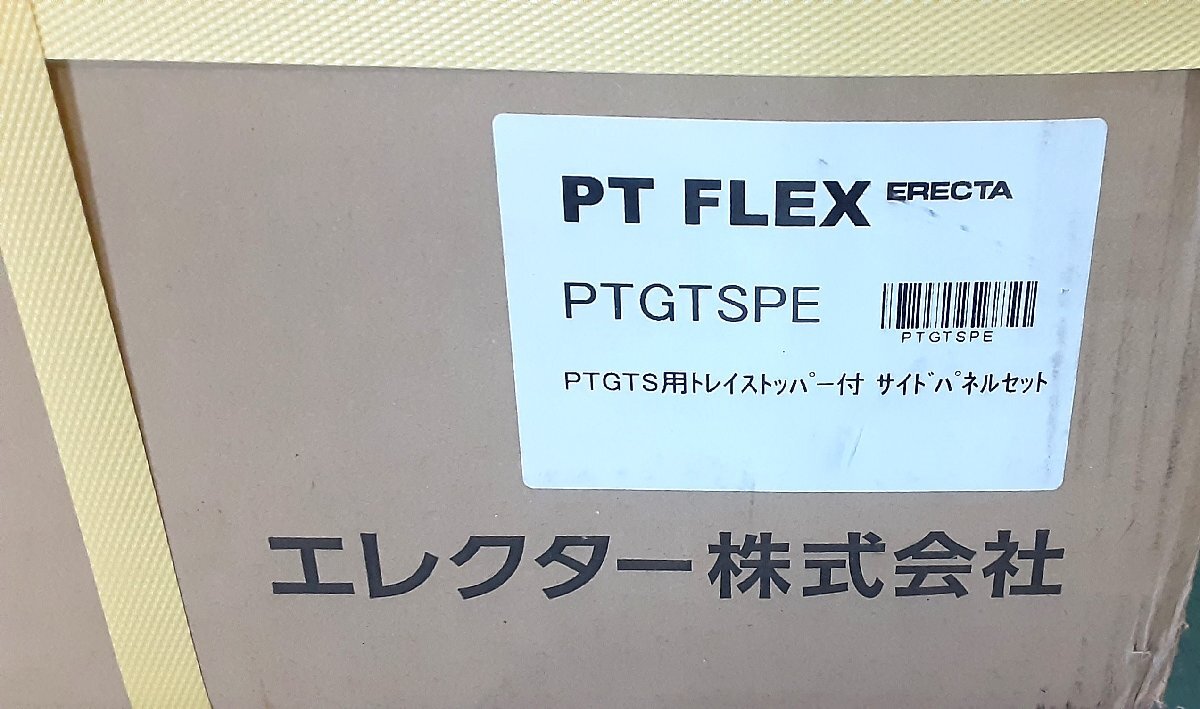 PT FLEX ERECTA
PTGTSPE
PTGTSPE
PTGTS用ﾄﾚｲｽﾄｯﾊﾟｰ付 ｻｲﾄﾞﾊﾟﾈﾙｾｯﾄ
エレクター株式会社